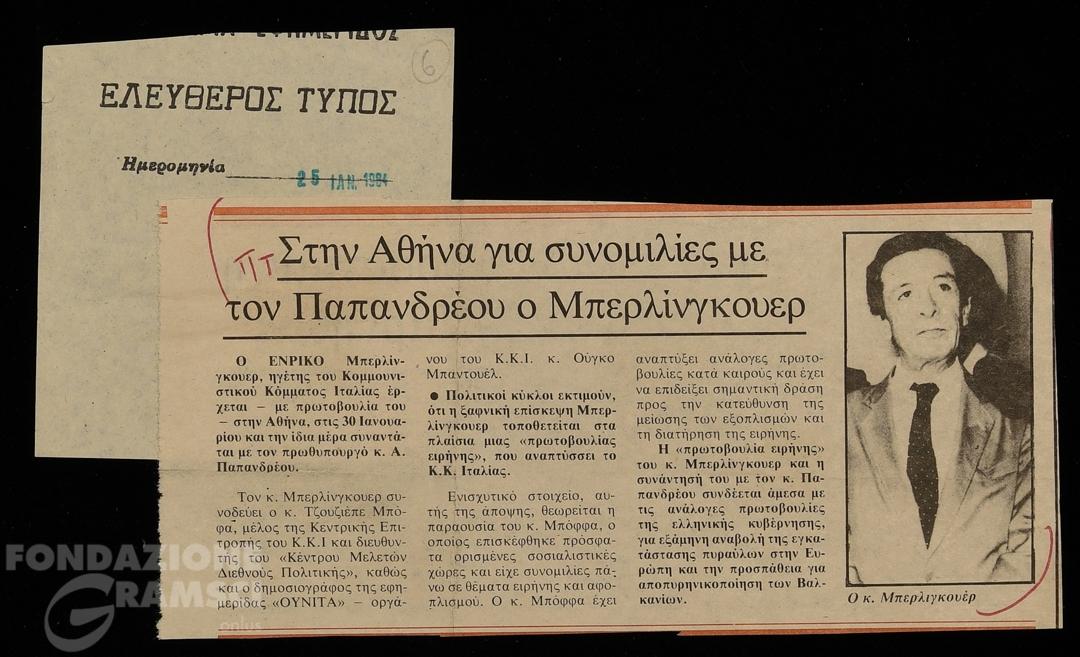 ΕΦΗΜΕΡΙΔΟΣ
6
ΕΛΕΥΘΕΡΟΣ ΤΥΠΟΣ
Ημερομηνία
25 ΙΑΝ. 1984
ΠΤ
Στην Αθήνα για συνομιλίες με
τον Παπανδρέου ο Μπερλίνγκουερ
Ο ΕΝΡΙΚΟ Μπερλίν-
γκουερ, ηγέτης του Κομμουνι-
στικού Κόμματος Ιταλίας έρ-
χεται – με πρωτοβουλία του
– στην Αθήνα, στις 30 Ιανουα-
ρίου και την ίδια μέρα συναντά-
ται με τον πρωθυπουργό κ. Α.
Παπανδρέου.
Τον κ. Μπερλίνγκουερ συ-
νοδεύει ο κ. Τζουζιέπε Μπό-
φα, μέλος της Κεντρικής Επι-
τροπής του Κ.Κ.Ι και διευθυν-
τής του «Κέντρου Μελετών
Διεθνούς Πολιτικής», καθώς
και ο δημοσιογράφος της εφη-
μερίδας «ΟΥΝΙΤΑ» – οργά-
νου του Κ.Κ.Ι. κ. Ούγκο
Μπαντουέλ.
● Πολιτικοί κύκλοι εκτιμούν,
ότι η ξαφνική επίσκεψη Μπερ-
λίνγκουερ τοποθετείται στα
πλαίσια μιας «πρωτοβουλίας
ειρήνης», που αναπτύσσει το
Κ.Κ. Ιταλίας.
Ενισχυτικό στοιχείο, αυ-
τής της άποψης, θεωρείται η
παραουσία του κ. Μπόφφα, ο
οποίος επισκέφθηκε πρόσφα-
τα ορισμένες σοσιαλιστικές
χώρες και είχε συνομιλίες πά-
νω σε θέματα ειρήνης και αφο-
πλισμού. Ο κ. Μπόφφα έχει
αναπτύξει ανάλογες πρωτο-
βουλίες κατά καιρούς και έχει
να επιδείξει σημαντική δράση
προς την κατεύθυνση της
μείωσης των εξοπλισμών και
τη διατήρηση της ειρήνης.
Η «πρωτοβουλία ειρήνης»
του κ. Μπερλίνγκουερ και η
συνάντησή του με τον κ. Πα-
πανδρέου συνδέεται άμεσα με
τις ανάλογες πρωτοβουλίες
της ελληνικής κυβέρνησης,
για εξάμηνη αναβολή της εγκα-
τάστασης πυραύλων στην Ευ-
ρώπη και την προσπάθεια για
αποπυρηνικοποίηση των Βαλ-
κανίων.
Ο κ. Μπερλιγκουέρ
FONDAZIONE
GRAMSCI
onlus